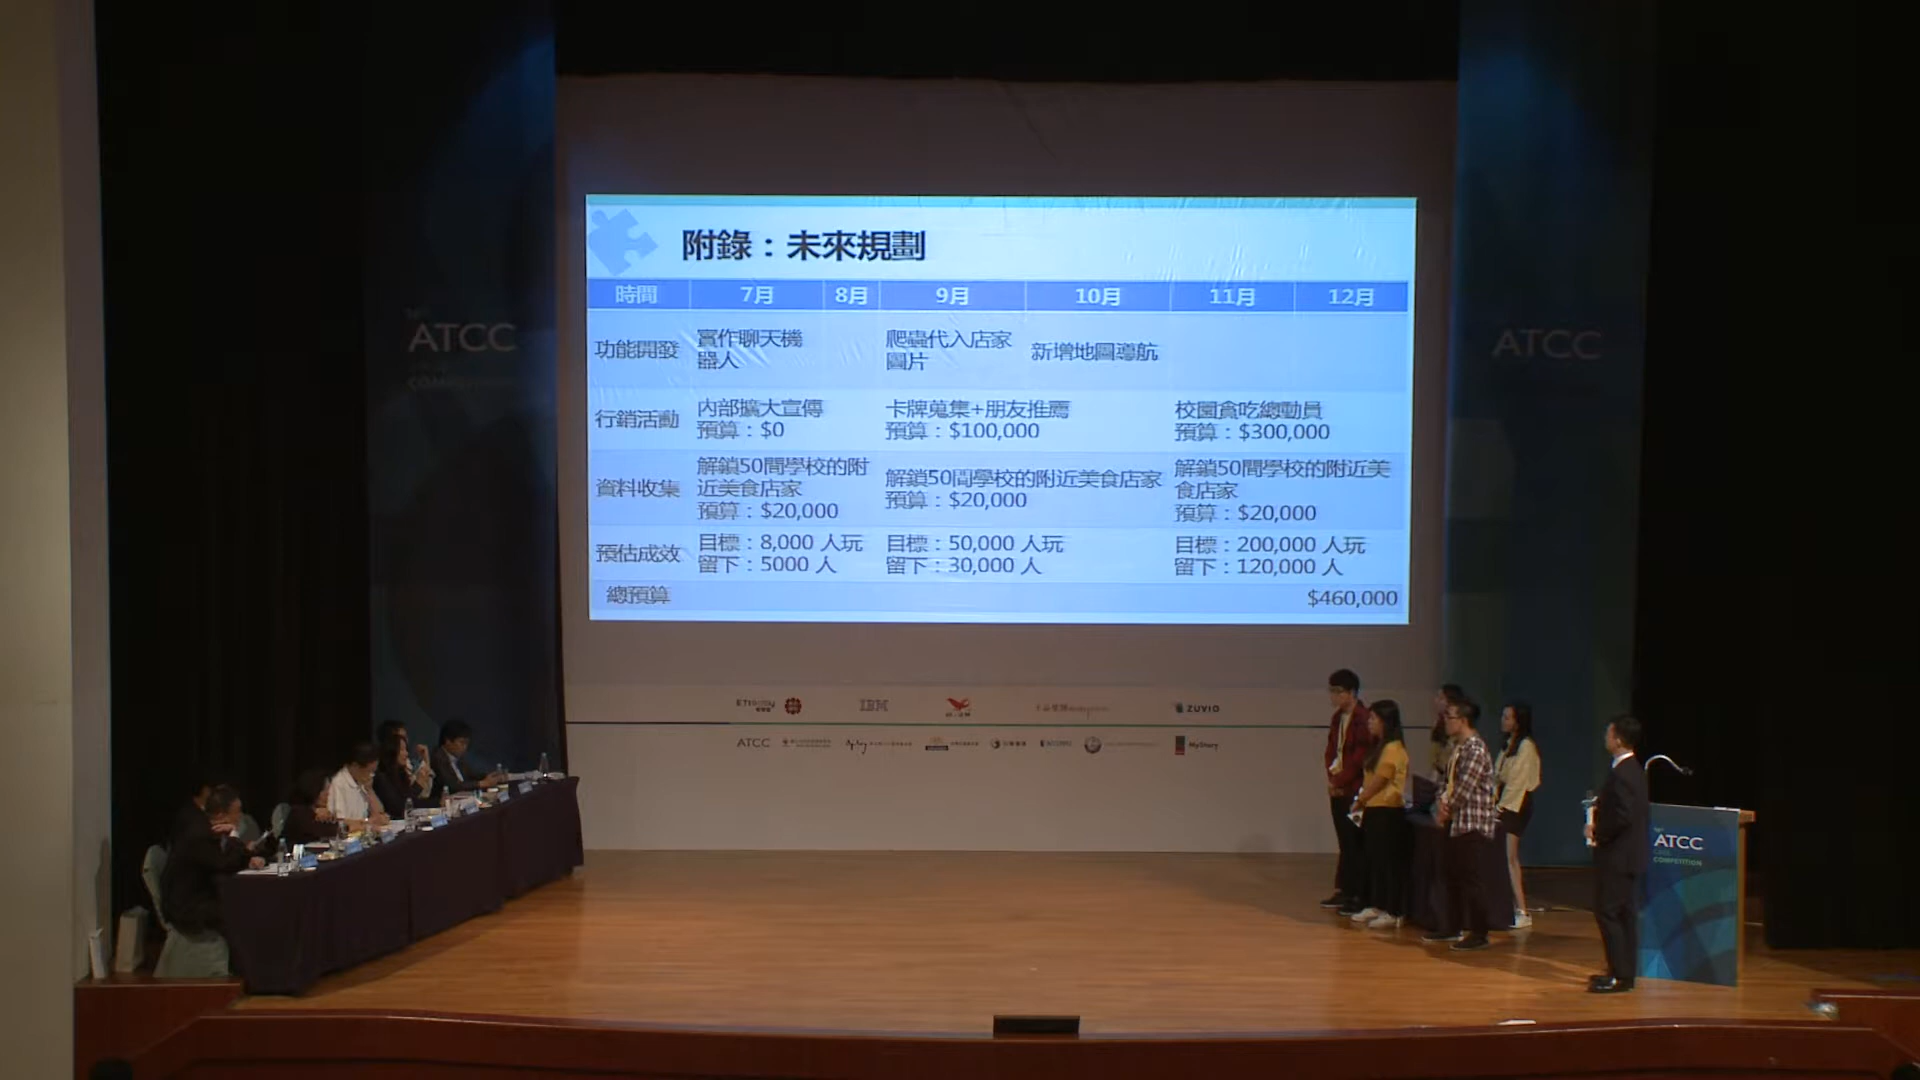 附錄：未來規劃
時間 7月 8月 9月 10月 11月 12月
功能開發
實作聊天機
器人
爬蟲代入店家
圖片
新增地圖導航
行銷活動
內部擴大宣傳
預算：$0
卡牌蒐集+朋友推薦
預算：$100,000
校園貪吃總動員
預算：$300,000
資料收集
解鎖50間學校的附
近美食店家
預算：$20,000
解鎖50間學校的附近美食店家
預算：$20,000
解鎖50間學校的附近美
食店家
預算：$20,000
預估成效
目標：8,000 人玩
留下：5000 人
目標：50,000 人玩
留下：30,000 人
目標：200,000 人玩
留下：120,000 人
總預算 $460,000
ATCC
COMPETITION
ATCC
IBM
ZUVIO
ATCC
MyStory
ATCC
COMPETITION